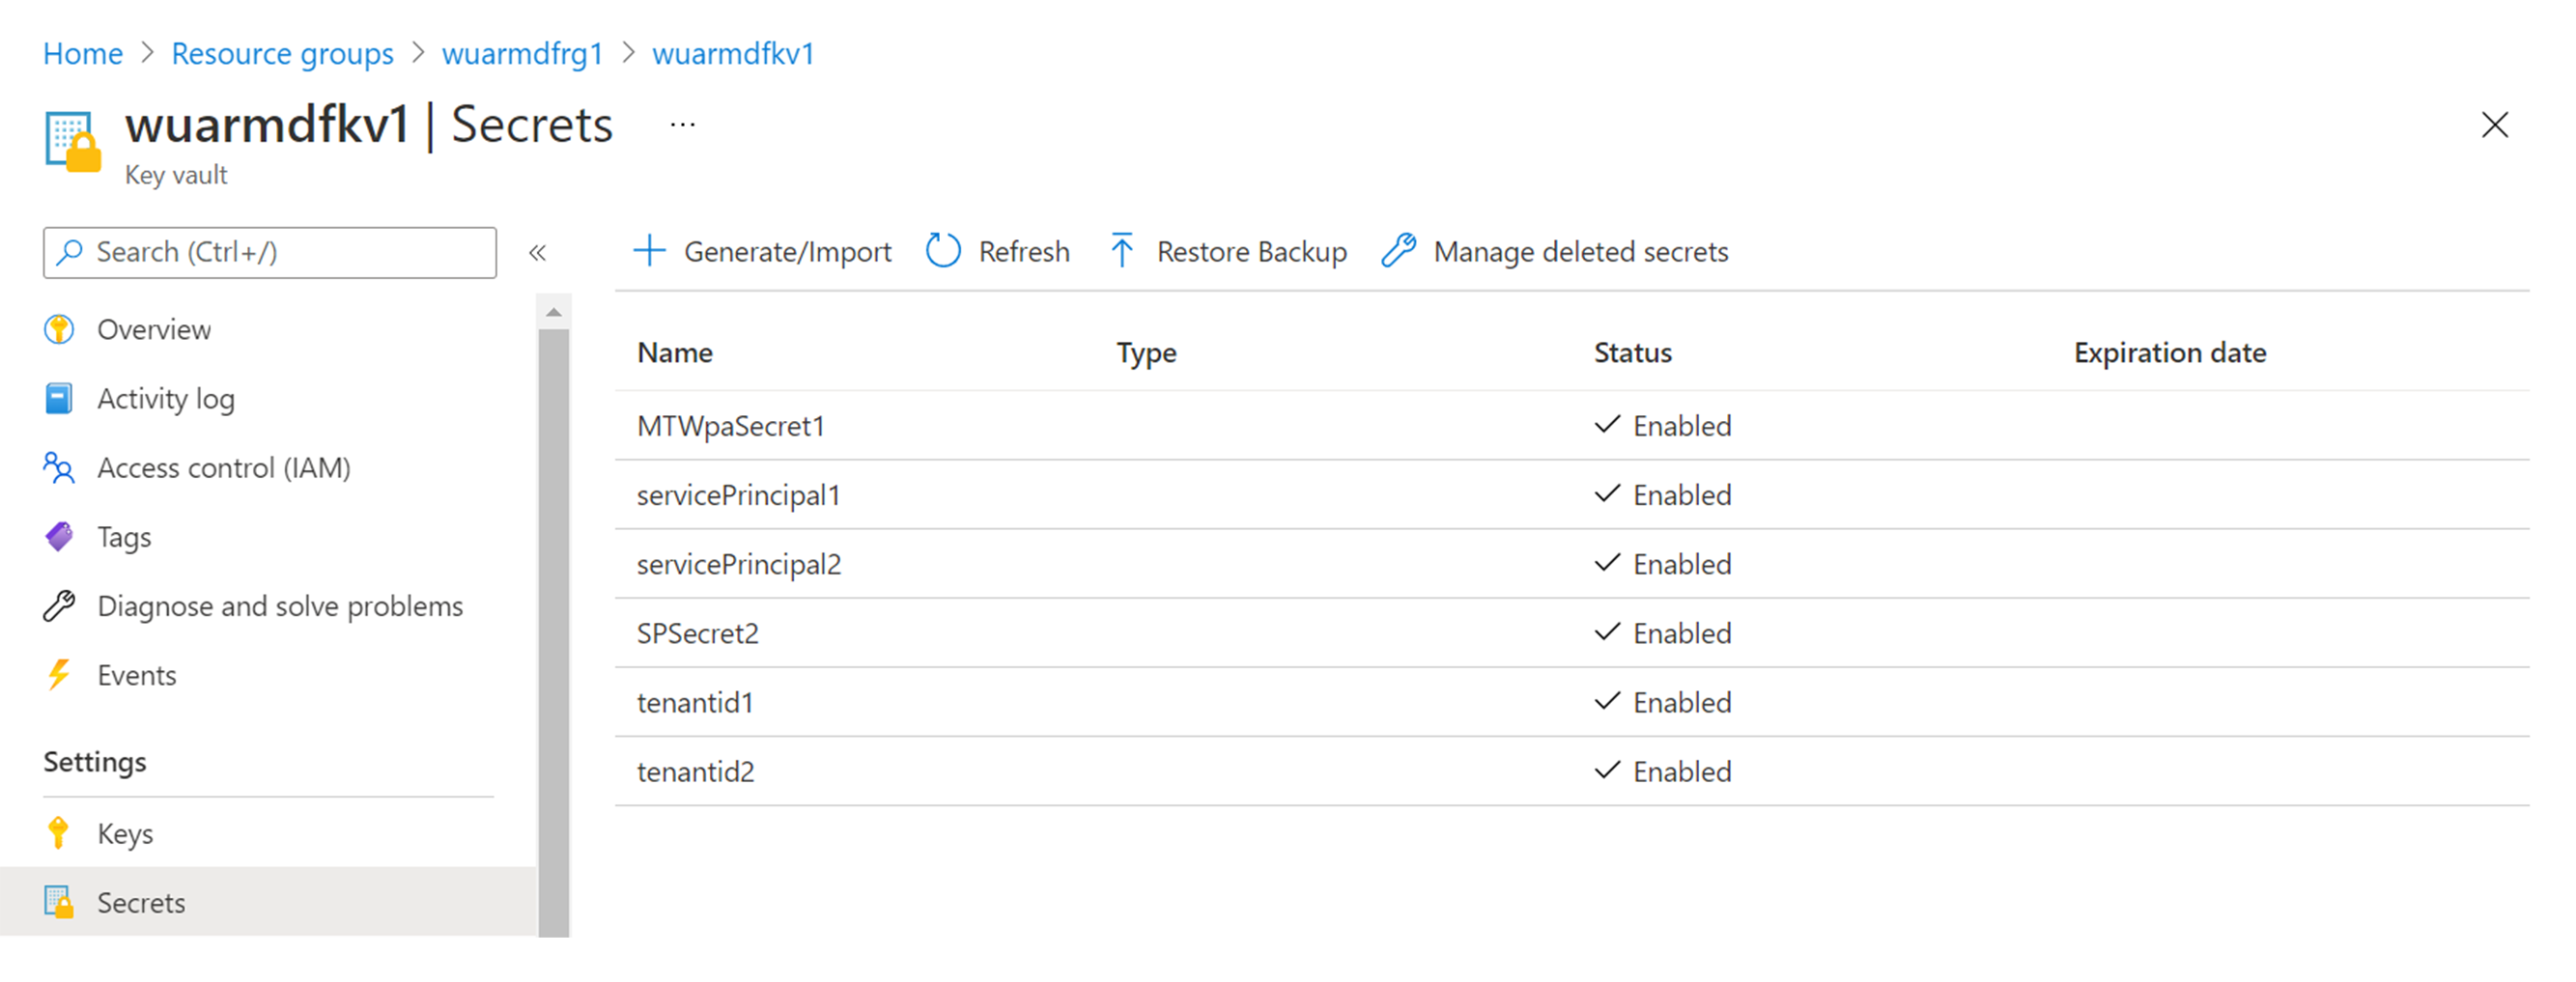 Home > Resource groups > wuarmdfrg1 > wuarmdfkv1
wuarmdfkv1 | Secrets ...
Key vault
Search (Ctrl+/) «
Generate/Import Refresh Restore Backup Manage deleted secrets
Overview
Activity log
Access control (IAM)
Tags
Diagnose and solve problems
Events
Settings
Keys
Secrets
Name Type Status Expiration date
MTWpaSecret1 Enabled
servicePrincipal1 Enabled
servicePrincipal2 Enabled
SPSecret2 Enabled
tenantid1 Enabled
tenantid2 Enabled